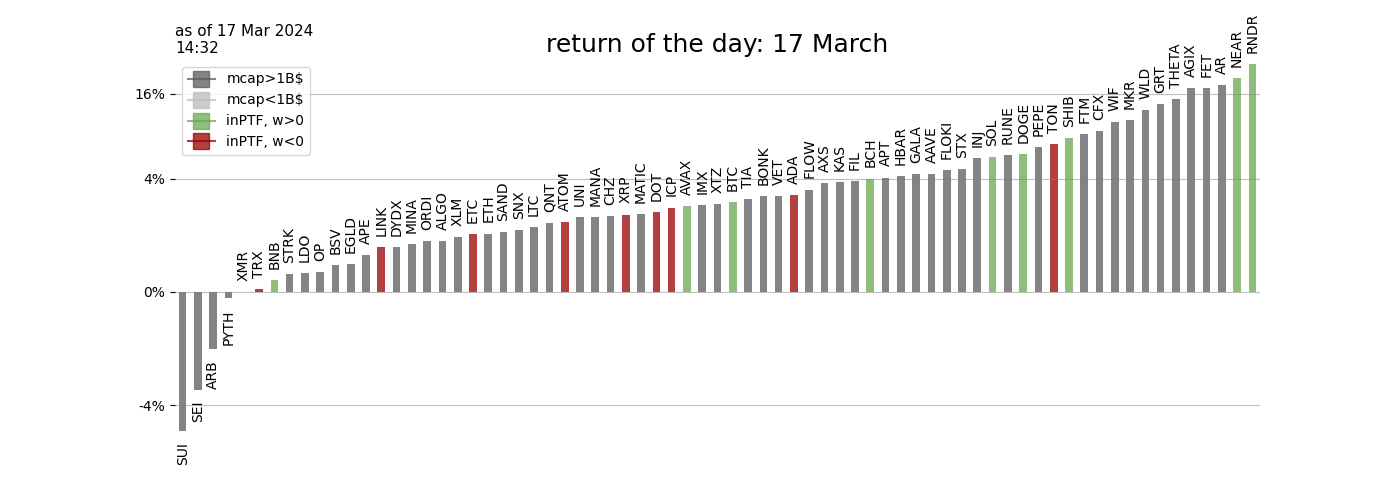 as of 17 Mar 2024
14:32
return of the day: 17 March
mcap>1B$
mcap<1B$
inPTF, w>0
inPTF, w<0
16%
4%
0%
-4%
SUI
SEI
ARB
PYTH
XMR
TRX
BNB
STRK
LDO
OP
BSV
EGLD
APE
LINK
DYDX
MINA
ORDI
ALGO
XLM
ETC
ETH
SAND
SNX
LTC
QNT
ATOM
UNI
MANA
CHZ
XRP
MATIC
DOT
ICP
AVAX
IMX
XTZ
BTC
TIA
BONK
VET
ADA
FLOW
AXS
KAS
FIL
BCH
APT
HBAR
GALA
AAVE
FLOKI
STX
INJ
SOL
RUNE
DOGE
PEPE
TON
SHIB
FTM
CFX
WIF
MKR
WLD
GRT
THETA
AGIX
FET
AR
NEAR
RNDR